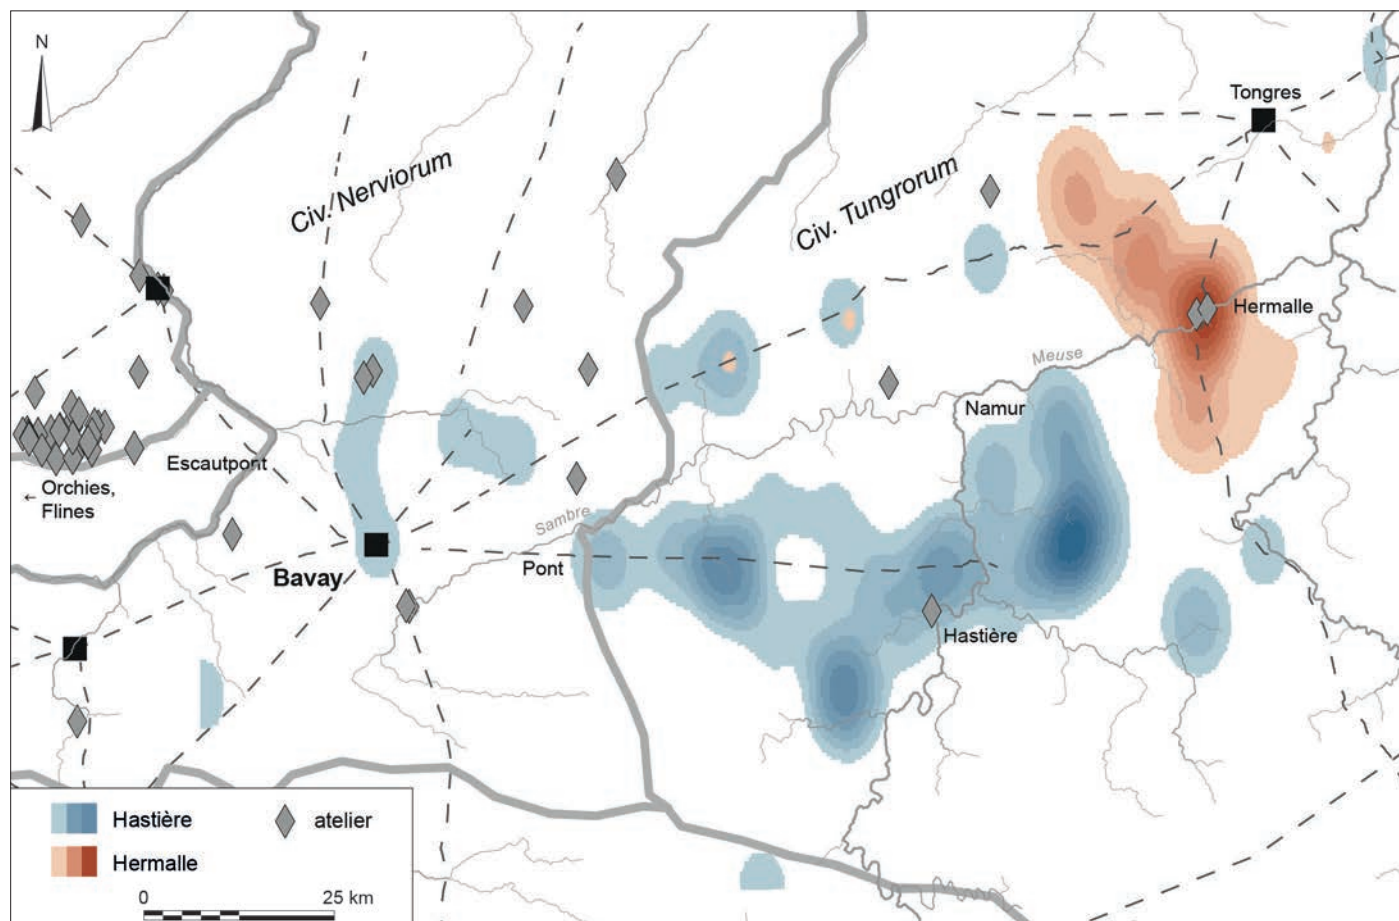 N
Tongres
Civ. Nerviorum
Civ. Tungrorum
Hermalle
Meuse
Namur
Escautpont
← Orchies,
Flines
Sambre
Bavay
Pont
Hastière
Hastière
atelier
Hermalle
0
25 km